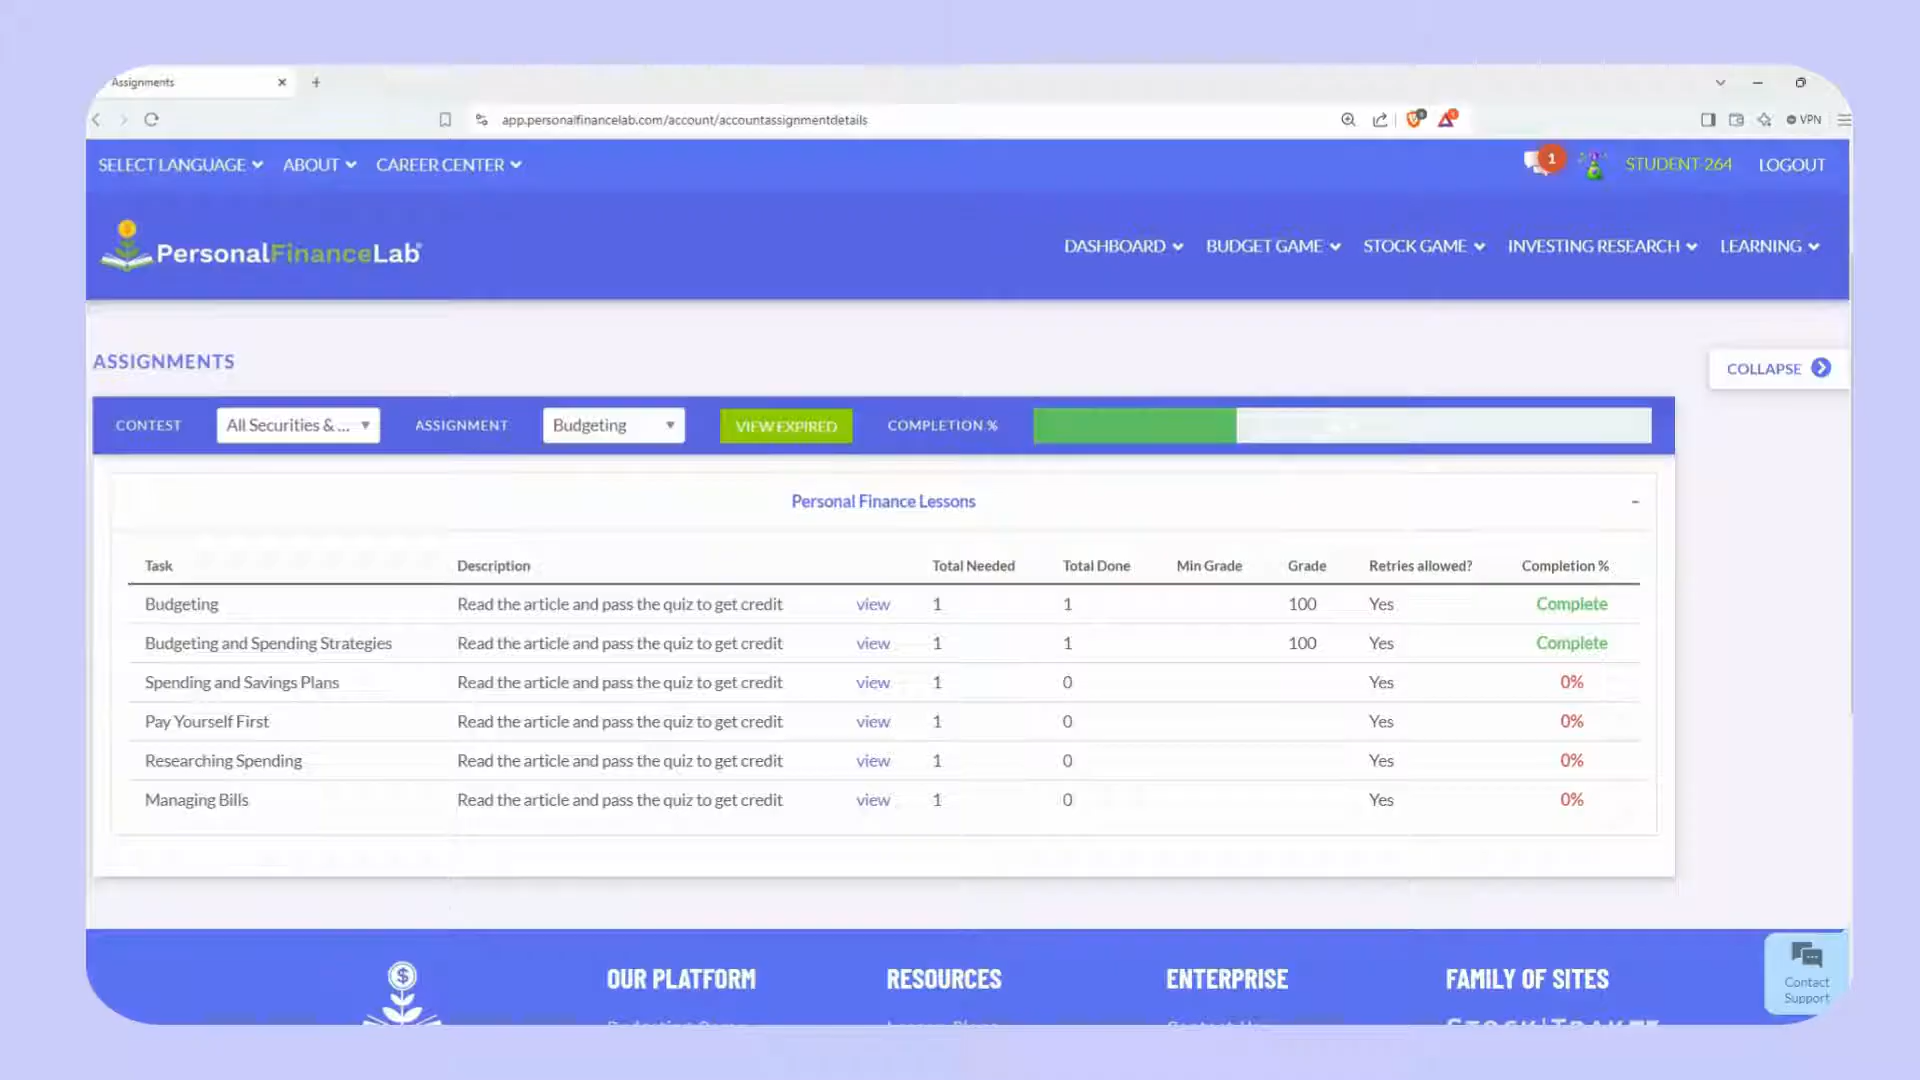 Assignments
app.personalfinancelab.com/account/accountassignmentdetails
VPN
SELECT LANGUAGE ABOUT CAREER CENTER
1 STUDENT-264 LOGOUT
PersonalFinanceLab®
DASHBOARD BUDGET GAME STOCK GAME INVESTING RESEARCH LEARNING
ASSIGNMENTS
COLLAPSE
CONTEST All Securities & ... ASSIGNMENT Budgeting VIEW EXPIRED COMPLETION %
Personal Finance Lessons
Task Description Total Needed Total Done Min Grade Grade Retries allowed? Completion %
Budgeting Read the article and pass the quiz to get credit view 1 1 100 Yes Complete
Budgeting and Spending Strategies Read the article and pass the quiz to get credit view 1 1 100 Yes Complete
Spending and Savings Plans Read the article and pass the quiz to get credit view 1 0 Yes 0%
Pay Yourself First Read the article and pass the quiz to get credit view 1 0 Yes 0%
Researching Spending Read the article and pass the quiz to get credit view 1 0 Yes 0%
Managing Bills Read the article and pass the quiz to get credit view 1 0 Yes 0%
OUR PLATFORM RESOURCES ENTERPRISE FAMILY OF SITES
Contact
Support